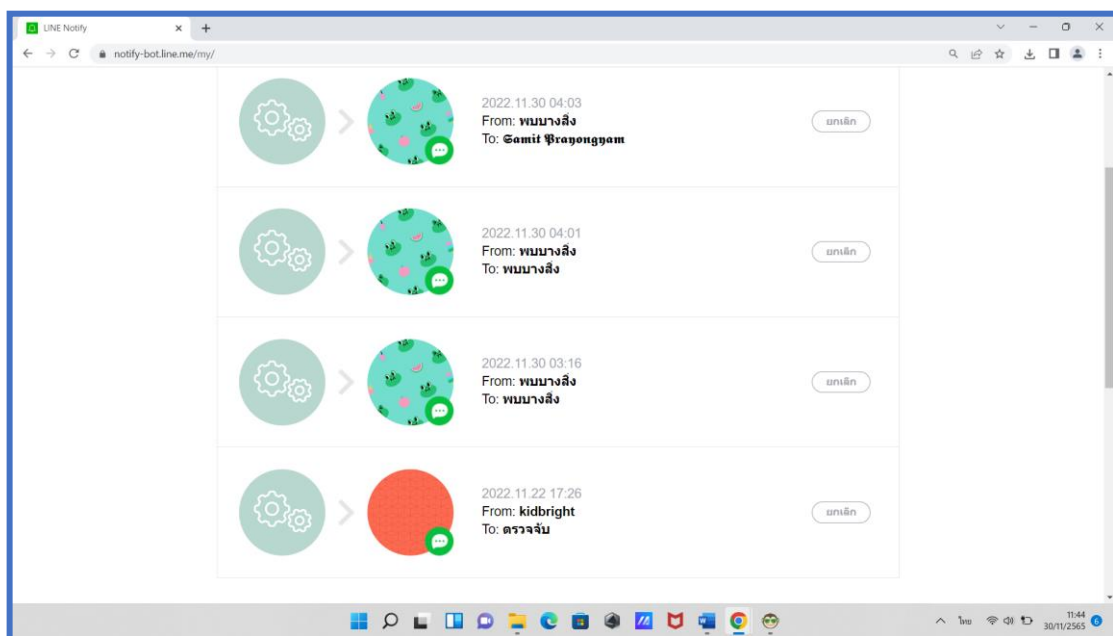 LINE Notify
notify-bot.line.me/my/
2022.11.30 04:03
From: พบบางสิ่ง
To: 𝕾𝖆𝖒𝖎𝖙 𝕻𝖗𝖆𝖞𝖔𝖓𝖌𝖞𝖆𝖒
ยกเลิก
2022.11.30 04:01
From: พบบางสิ่ง
To: พบบางสิ่ง
ยกเลิก
2022.11.30 03:16
From: พบบางสิ่ง
To: พบบางสิ่ง
ยกเลิก
2022.11.22 17:26
From: kidbright
To: ตรวจจับ
ยกเลิก
ไทย
11:44
30/11/2565